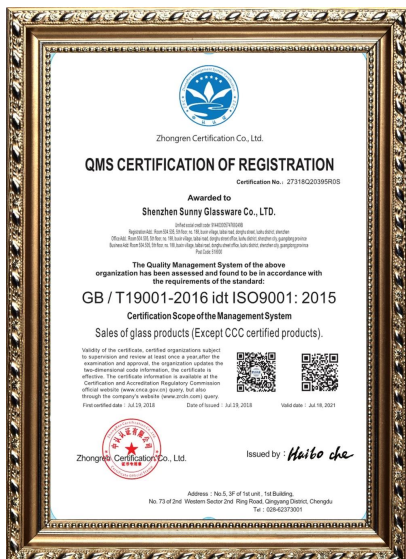 Zhongren Certification Co., Ltd.
QMS CERTIFICATION OF REGISTRATION
Certification No.: 27318Q20395R0S
Awarded to
Shenzhen Sunny Glassware Co., LTD.
The Quality Management System of the above
organization has been assessed and found to be in accordance with
the requirements of the standard:
GB / T19001-2016 idt ISO9001: 2015
Certification Scope of the Management System
Sales of glass products (Except CCC certified products).
Validity of the certificate, certified organizations subject
to supervision and review at least once a year.after the
examination and approval, the organization updates the
two-dimensional code information, the certificate is
effective. The certificate information is available at the
Certification and Accreditation Regulatory Commission
official website (www.cnca.gov.cn) query, but also
through the company's website (www.zrcln.com) query.
First certified date : Jul.19, 2018 Date of Issued : Jul.19, 2018 Valid date : Jul.18, 2021
Zhongren Certification Co., Ltd.
Issued by : Haibo che
Address : No.5, 3F of 1st unit , 1st Building,
No. 73 of 2nd Western Sector 2nd Ring Road, Qingyang District, Chengdu
Tel : 028-62373001